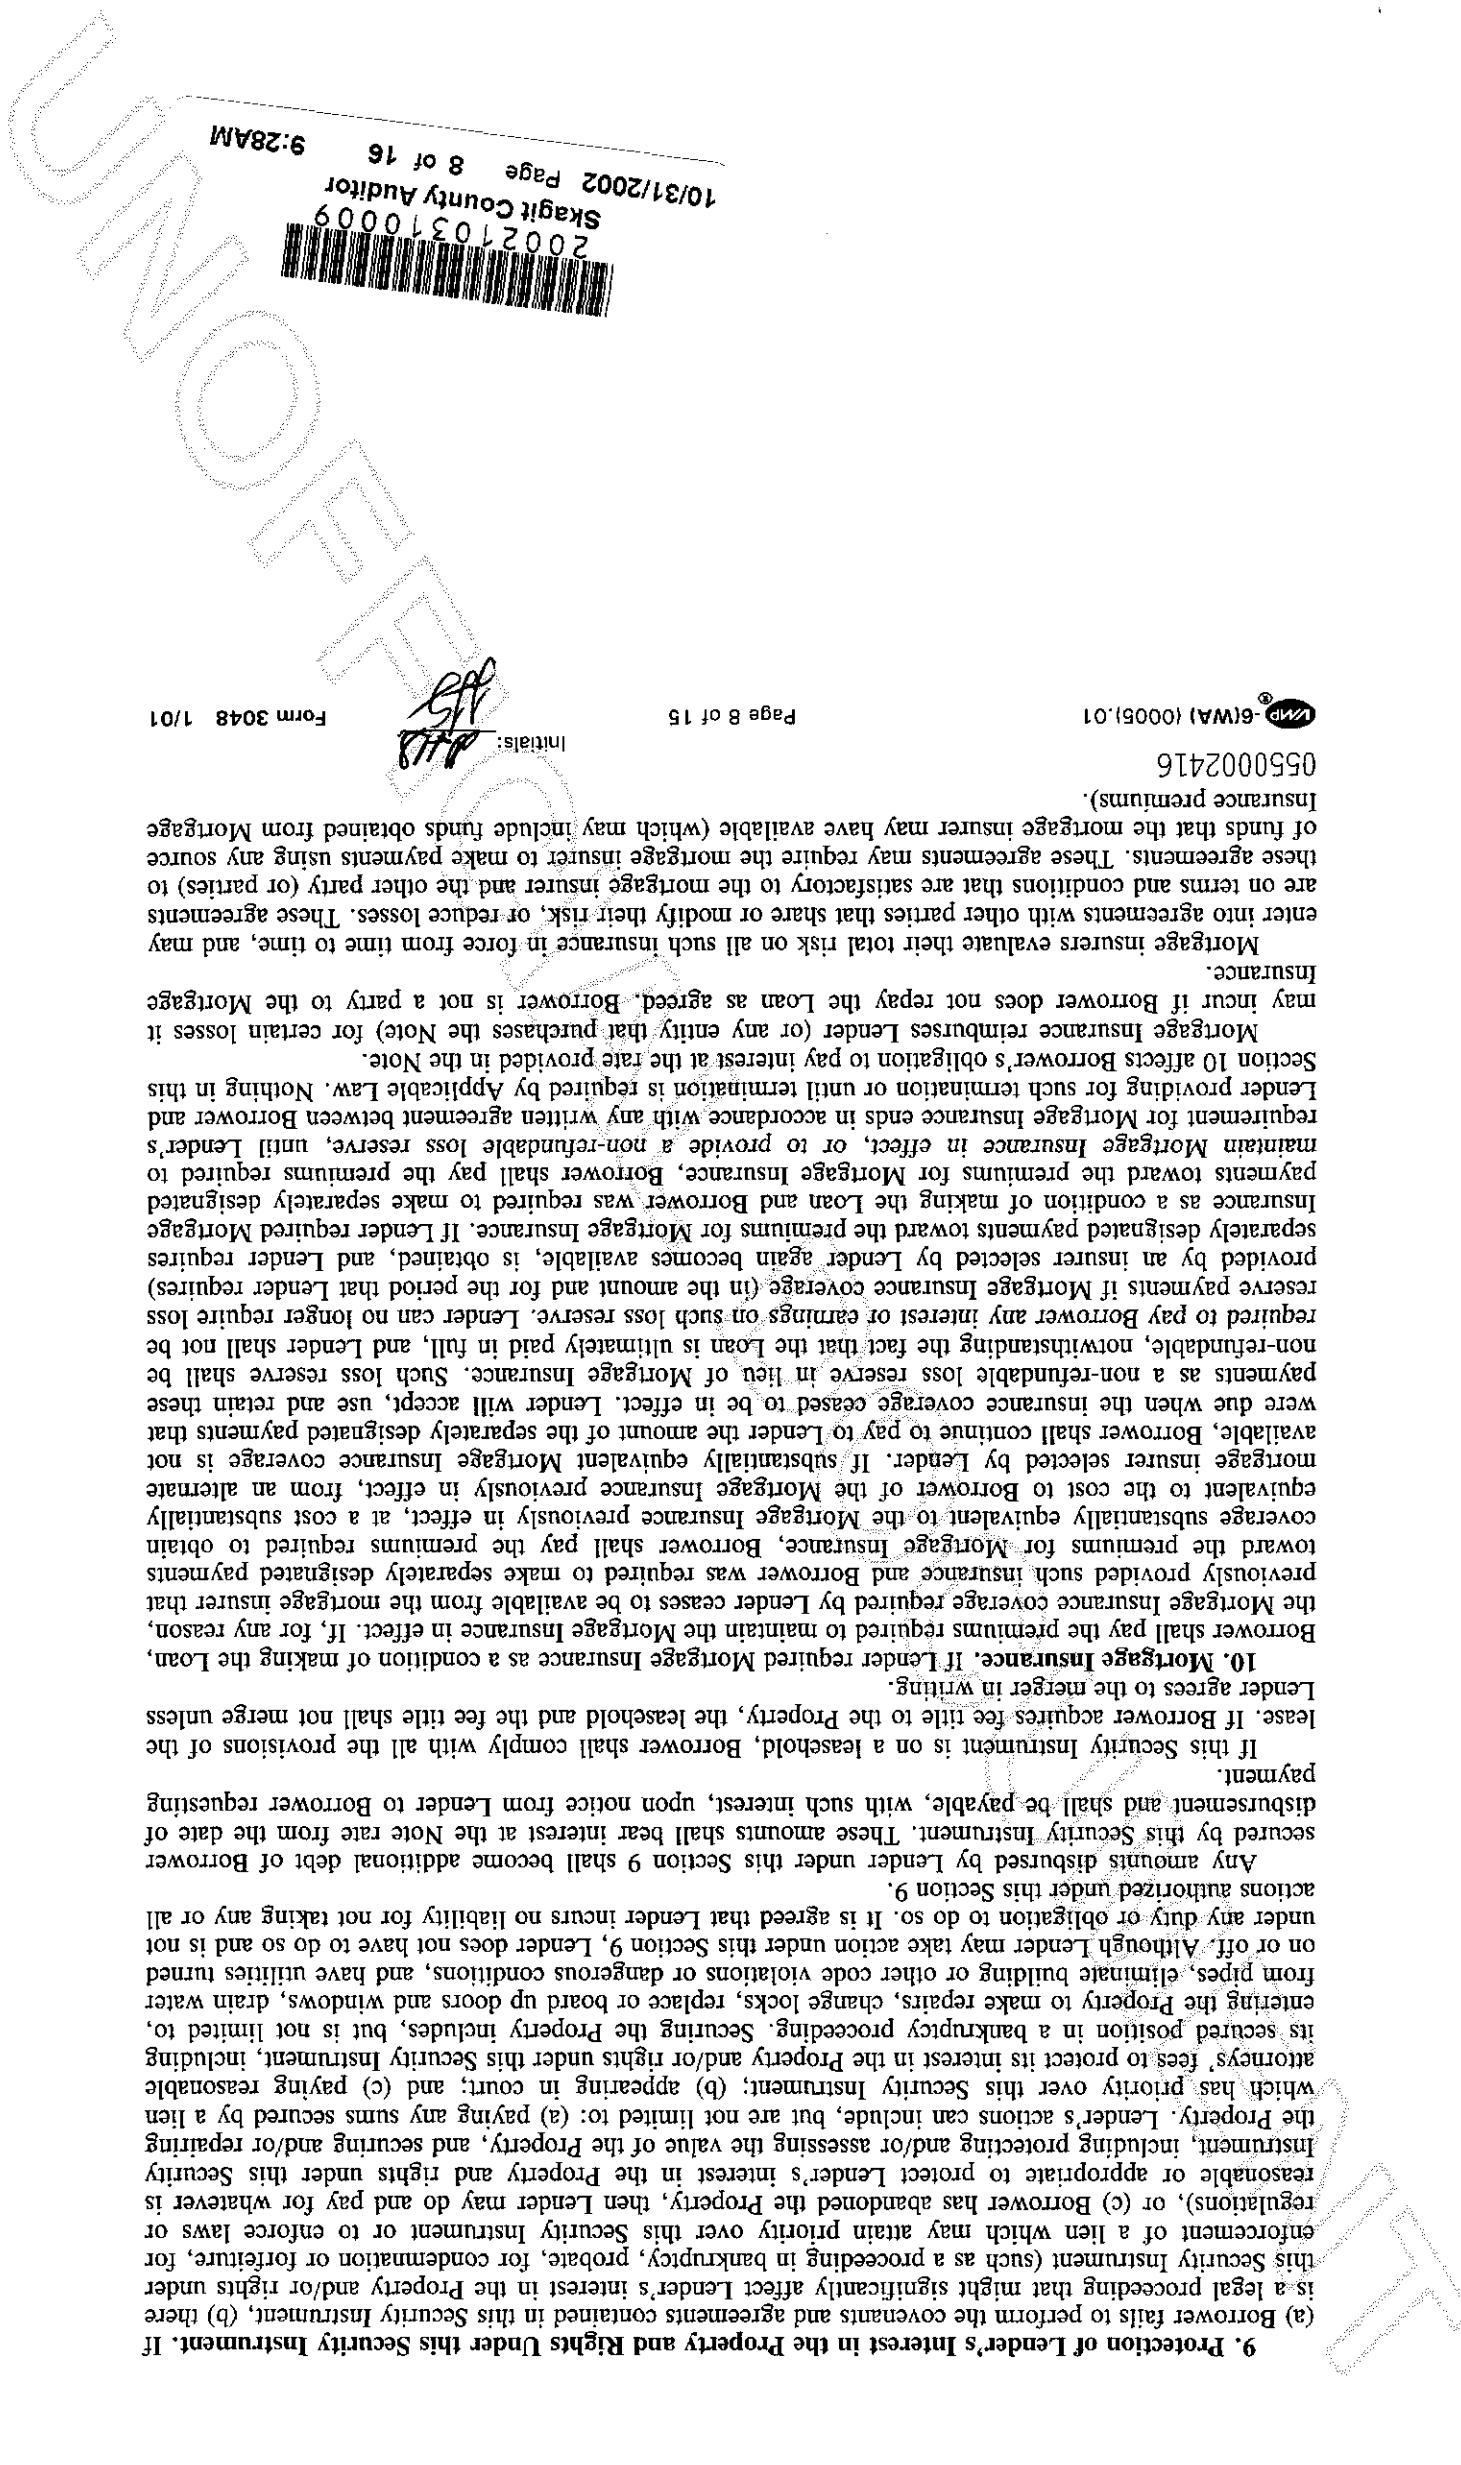 9. Protection of Lender's Interest in the Property and Rights Under this Security Instrument. If
(a) Borrower fails to perform the covenants and agreements contained in this Security Instrument, (b) there
is a legal proceeding that might significantly affect Lender's interest in the Property and/or rights under
this Security Instrument (such as a proceeding in bankruptcy, probate, for condemnation or forfeiture, for
enforcement of a lien which may attain priority over this Security Instrument or to enforce laws or
regulations), or (c) Borrower has abandoned the Property, then Lender may do and pay for whatever is
reasonable or appropriate to protect Lender's interest in the Property and rights under this Security
Instrument, including protecting and/or assessing the value of the Property, and securing and/or repairing
the Property. Lender's actions can include, but are not limited to: (a) paying any sums secured by a lien
which has priority over this Security Instrument; (b) appearing in court; and (c) paying reasonable
attorneys' fees to protect its interest in the Property and/or rights under this Security Instrument, including
its secured position in a bankruptcy proceeding. Securing the Property includes, but is not limited to,
entering the Property to make repairs, change locks, replace or board up doors and windows, drain water
from pipes, eliminate building or other code violations or dangerous conditions, and have utilities turned
on or off. Although Lender may take action under this Section 9, Lender does not have to do so and is not
under any duty or obligation to do so. It is agreed that Lender incurs no liability for not taking any or all
actions authorized under this Section 9.
Any amounts disbursed by Lender under this Section 9 shall become additional debt of Borrower
secured by this Security Instrument. These amounts shall bear interest at the Note rate from the date of
disbursement and shall be payable, with such interest, upon notice from Lender to Borrower requesting
payment.
If this Security Instrument is on a leasehold, Borrower shall comply with all the provisions of the
lease. If Borrower acquires fee title to the Property, the leasehold and the fee title shall not merge unless
Lender agrees to the merger in writing.
10. Mortgage Insurance. If Lender required Mortgage Insurance as a condition of making the Loan,
Borrower shall pay the premiums required to maintain the Mortgage Insurance in effect. If, for any reason,
the Mortgage Insurance coverage required by Lender ceases to be available from the mortgage insurer that
previously provided such insurance and Borrower was required to make separately designated payments
toward the premiums for Mortgage Insurance, Borrower shall pay the premiums required to obtain
coverage substantially equivalent to the Mortgage Insurance previously in effect, at a cost substantially
equivalent to the cost to Borrower of the Mortgage Insurance previously in effect, from an alternate
mortgage insurer selected by Lender. If substantially equivalent Mortgage Insurance coverage is not
available, Borrower shall continue to pay to Lender the amount of the separately designated payments that
were due when the insurance coverage ceased to be in effect. Lender will accept, use and retain these
payments as a non-refundable loss reserve in lieu of Mortgage Insurance. Such loss reserve shall be
non-refundable, notwithstanding the fact that the Loan is ultimately paid in full, and Lender shall not be
required to pay Borrower any interest or earnings on such loss reserve. Lender can no longer require loss
reserve payments if Mortgage Insurance coverage (in the amount and for the period that Lender requires)
provided by an insurer selected by Lender again becomes available, is obtained, and Lender requires
separately designated payments toward the premiums for Mortgage Insurance. If Lender required Mortgage
Insurance as a condition of making the Loan and Borrower was required to make separately designated
payments toward the premiums for Mortgage Insurance, Borrower shall pay the premiums required to
maintain Mortgage Insurance in effect, or to provide a non-refundable loss reserve, until Lender's
requirement for Mortgage Insurance ends in accordance with any written agreement between Borrower and
Lender providing for such termination or until termination is required by Applicable Law. Nothing in this
Section 10 affects Borrower's obligation to pay interest at the rate provided in the Note.
Mortgage Insurance reimburses Lender (or any entity that purchases the Note) for certain losses it
may incur if Borrower does not repay the Loan as agreed. Borrower is not a party to the Mortgage
Insurance.
Mortgage insurers evaluate their total risk on all such insurance in force from time to time, and may
enter into agreements with other parties that share or modify their risk, or reduce losses. These agreements
are on terms and conditions that are satisfactory to the mortgage insurer and the other party (or parties) to
these agreements. These agreements may require the mortgage insurer to make payments using any source
of funds that the mortgage insurer may have available (which may include funds obtained from Mortgage
Insurance premiums).
0550002416
Initials:
VMP®-6(WA) (0005).01 Page 8 of 15 Form 3048 1/01
200210310009
Skagit County Auditor
10/31/2002 Page 8 of 16 9:28AM
UNOFFICIAL DOCUMENT